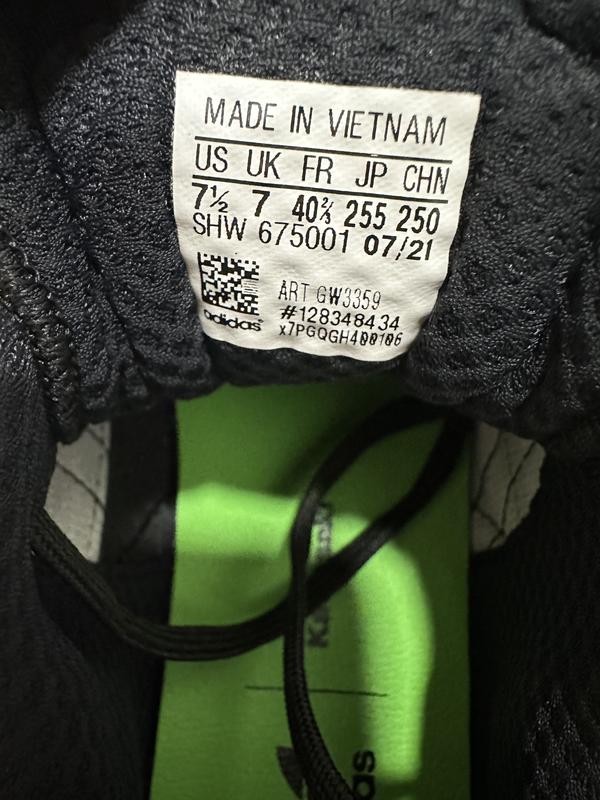 MADE IN VIETNAM
US UK FR JP CHN
7½ 7 40⅔ 255 250
SHW 675001 07/21
ART GW3359
#128348434
x7PGQGH400106
adidas